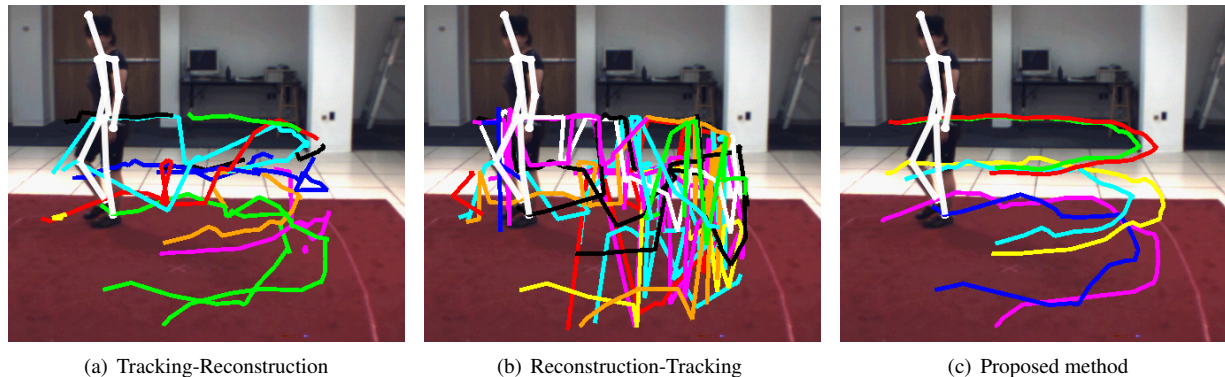 (a) Tracking-Reconstruction
(b) Reconstruction-Tracking
(c) Proposed method